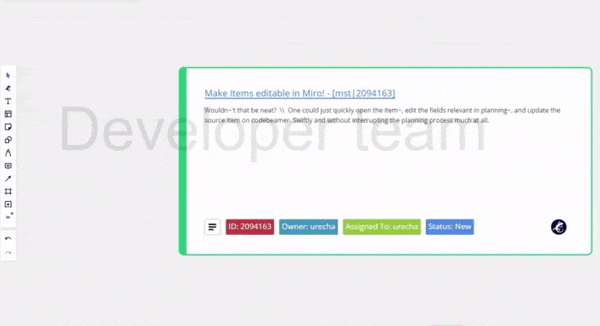 Make Items editable in Miro! - [mst|2094163]
Wouldn~'t that be neat? \\ One could just quickly open the item~, edit the fields relevant in planning~, and update the
source item on codebeamer. Swiftly and without interrupting the planning process much at all.
Developer team
ID: 2094163 Owner: urecha Assigned To: urecha Status: New